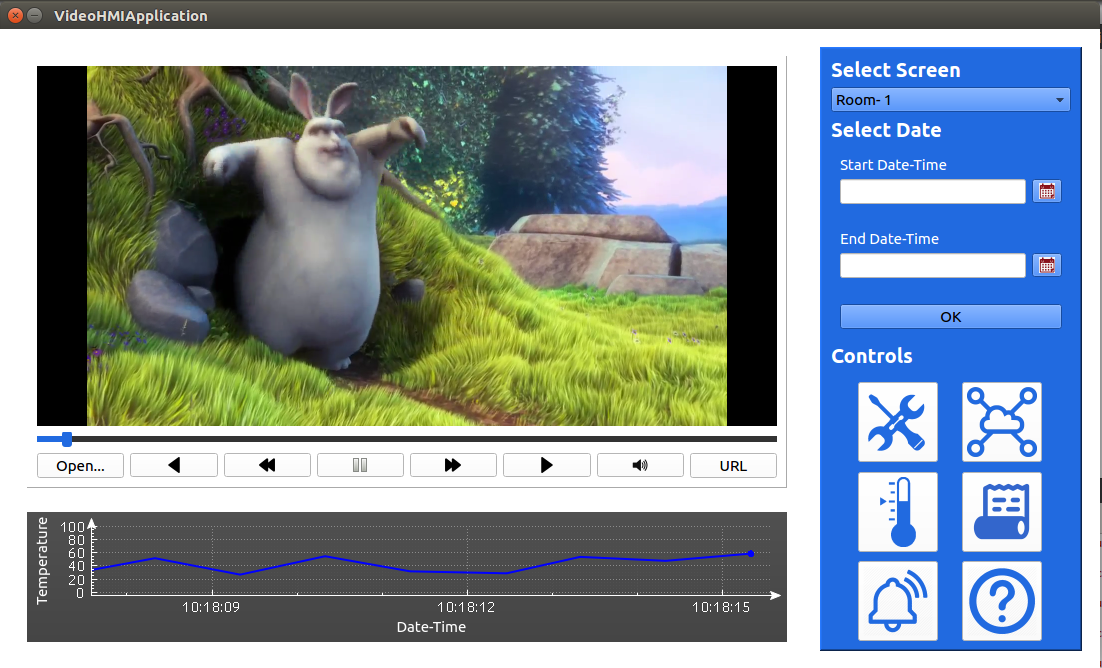 VideoHMIApplication
Select Screen
Room- 1
Select Date
Start Date-Time
End Date-Time
OK
Controls
Open...
URL
Temperature
100
80
60
40
20
0
10:18:09
10:18:12
10:18:15
Date-Time